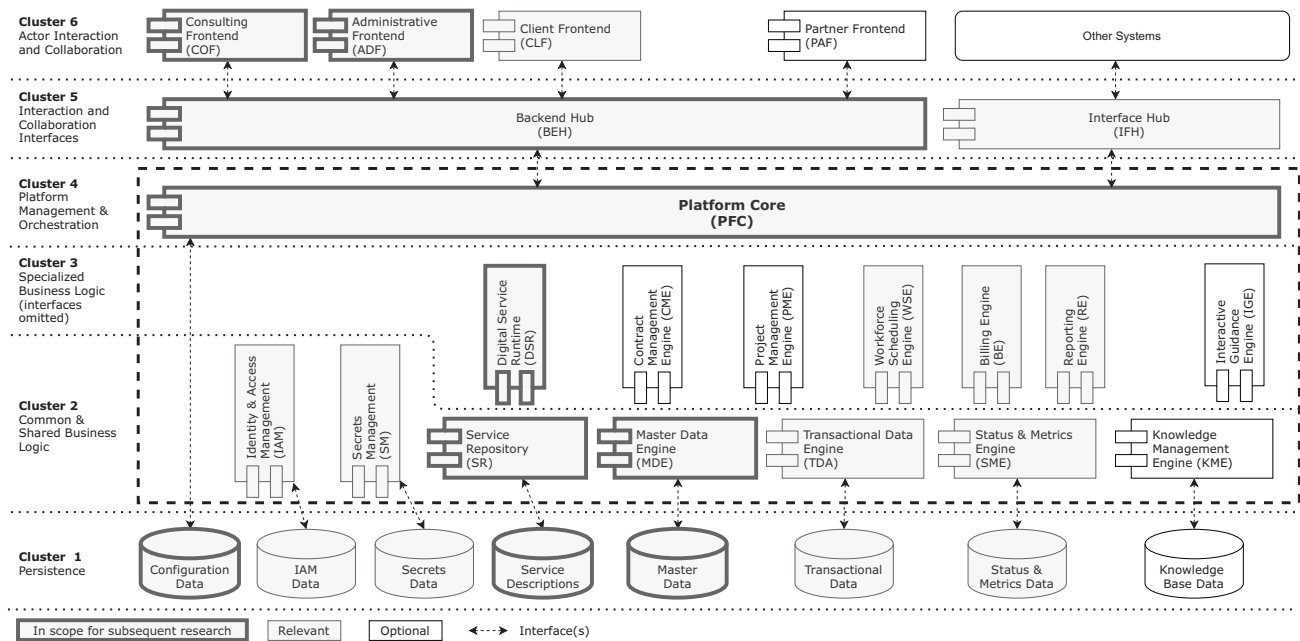 Cluster 6
Actor Interaction
and Collaboration
Consulting
Frontend
(COF)
Administrative
Frontend
(ADF)
Client Frontend
(CLF)
Partner Frontend
(PAF)
Other Systems
Cluster 5
Interaction and
Collaboration
Interfaces
Backend Hub
(BEH)
Interface Hub
(IFH)
Cluster 4
Platform
Management &
Orchestration
Platform Core
(PFC)
Cluster 3
Specialized
Business Logic
(interfaces
omitted)
Digital Service
Runtime
(DSR)
Contract
Management
Engine (CME)
Project
Management
Engine (PME)
Workforce
Scheduling
Engine (WSE)
Billing Engine
(BE)
Reporting
Engine (RE)
Interactive
Guidance
Engine (IGE)
Cluster 2
Common &
Shared Business
Logic
Identity & Access
Management
(IAM)
Secrets
Management
(SM)
Service
Repository
(SR)
Master Data
Engine
(MDE)
Transactional Data
Engine
(TDA)
Status & Metrics
Engine
(SME)
Knowledge
Management
Engine (KME)
Cluster  1
Persistence
Configuration
Data
IAM
Data
Secrets
Data
Service
Descriptions
Master
Data
Transactional
Data
Status &
Metrics Data
Knowledge
Base Data
In scope for subsequent research
Relevant
Optional
Interface(s)